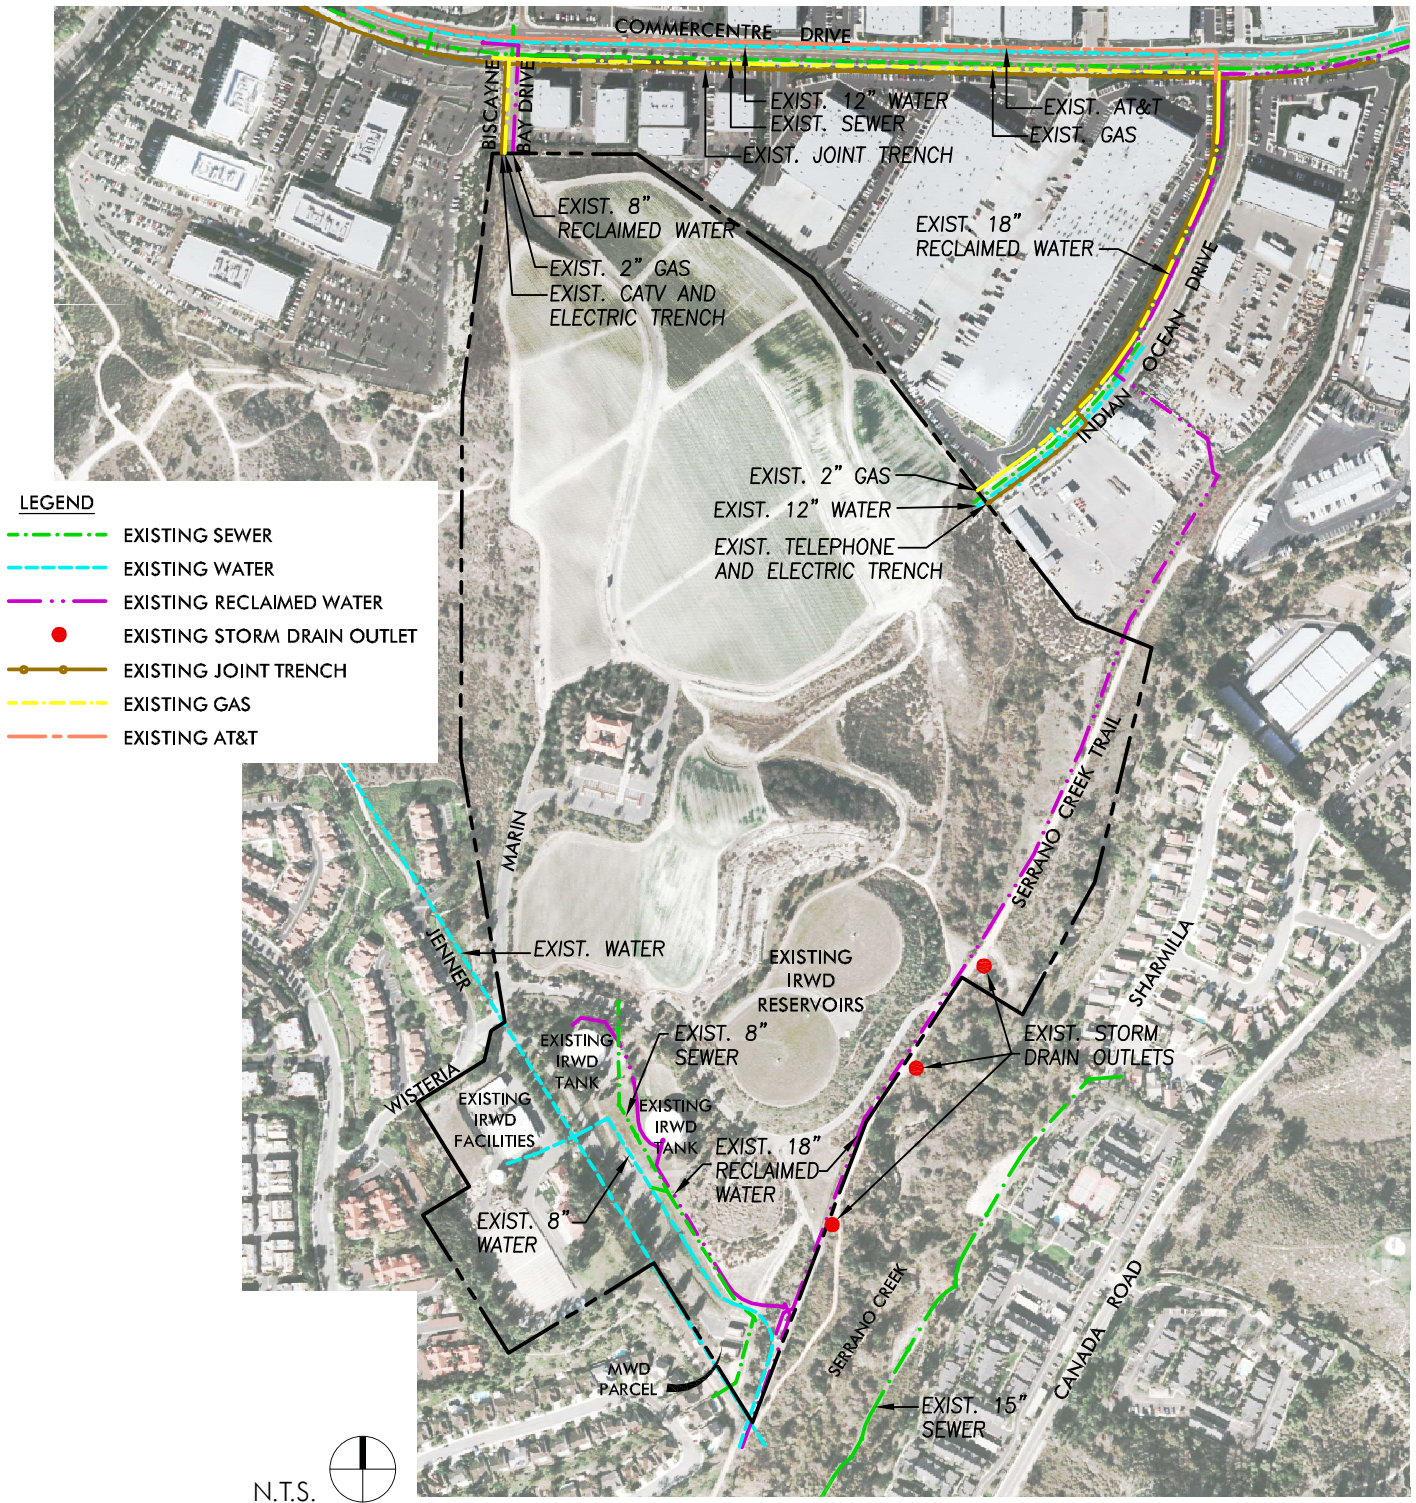 COMMERCENTRE DRIVE
BISCAYNE
BAY DRIVE
EXIST. 12" WATER
EXIST. SEWER
EXIST. JOINT TRENCH
EXIST. AT&T
EXIST. GAS
EXIST. 8"
RECLAIMED WATER
EXIST. 2" GAS
EXIST. CATV AND
ELECTRIC TRENCH
EXIST. 18"
RECLAIMED WATER
INDIAN OCEAN DRIVE
EXIST. 2" GAS
EXIST. 12" WATER
EXIST. TELEPHONE
AND ELECTRIC TRENCH
LEGEND
EXISTING SEWER
EXISTING WATER
EXISTING RECLAIMED WATER
EXISTING STORM DRAIN OUTLET
EXISTING JOINT TRENCH
EXISTING GAS
EXISTING AT&T
MARIN
SERRANO CREEK TRAIL
JENNER
EXIST. WATER
EXISTING
IRWD
RESERVOIRS
SHARMILLA
EXISTING
IRWD
TANK
EXIST. 8"
SEWER
EXIST. STORM
DRAIN OUTLETS
WISTERIA
EXISTING
IRWD
FACILITIES
EXISTING
IRWD
TANK
EXIST. 18"
RECLAIMED
WATER
EXIST. 8"
WATER
SERRANO CREEK
CANADA ROAD
MWD
PARCEL
EXIST. 15"
SEWER
N.T.S.